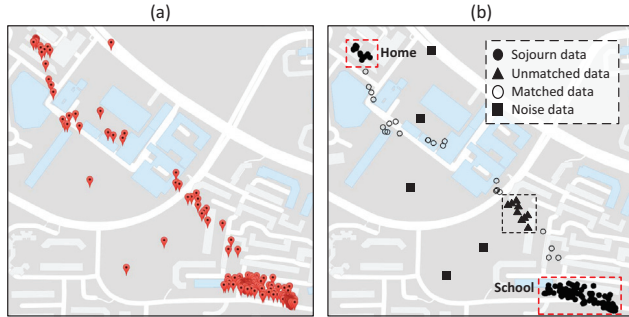 (a)
(b)
Home
Sojourn data
Unmatched data
Matched data
Noise data
School